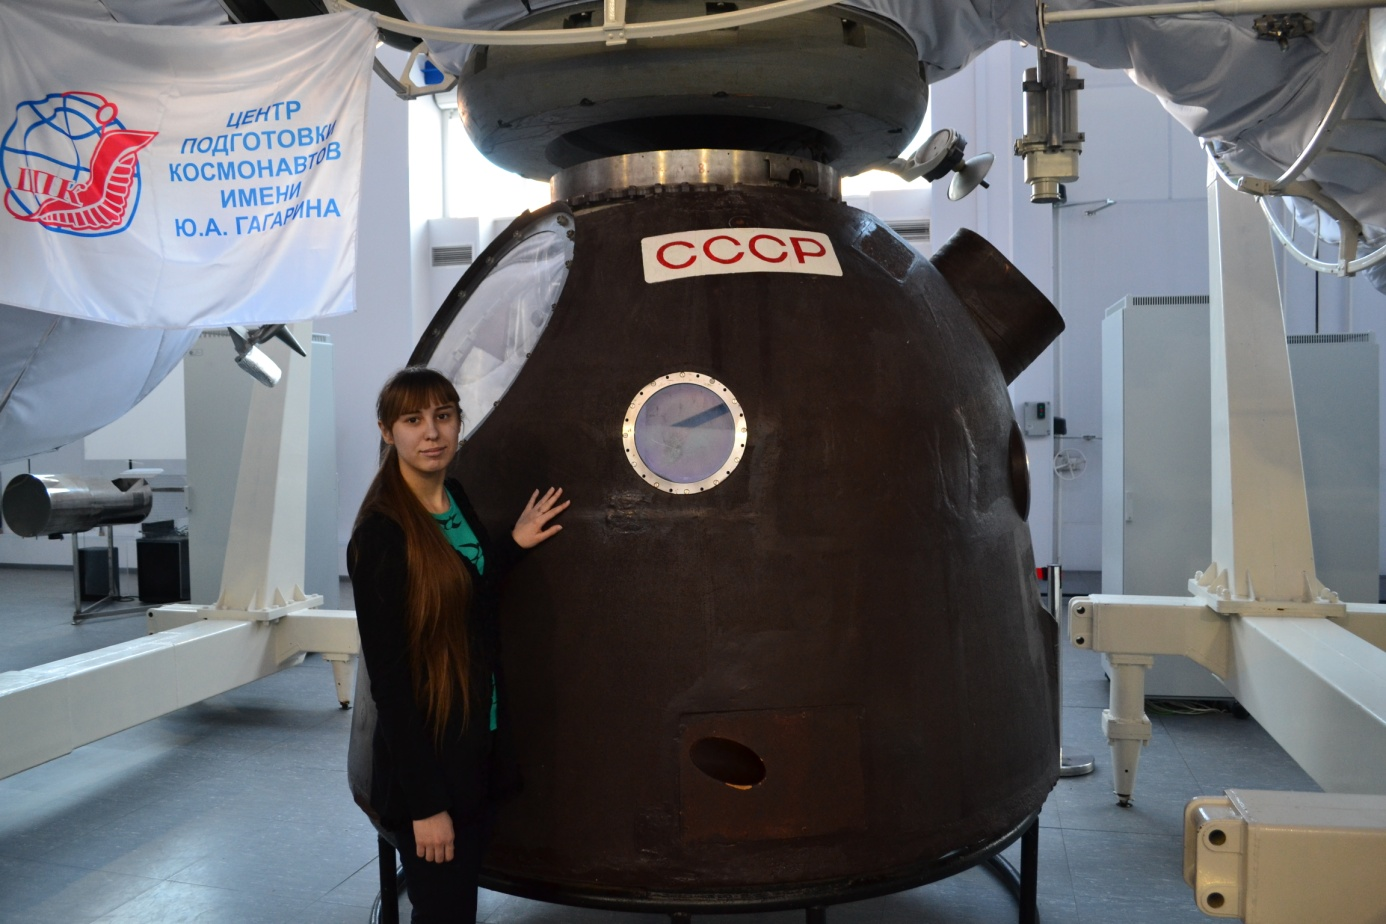 ЦЕНТР
ПОДГОТОВКИ
КОСМОНАВТОВ
ИМЕНИ
Ю.А. ГАГАРИНА
ЦПК
СССР